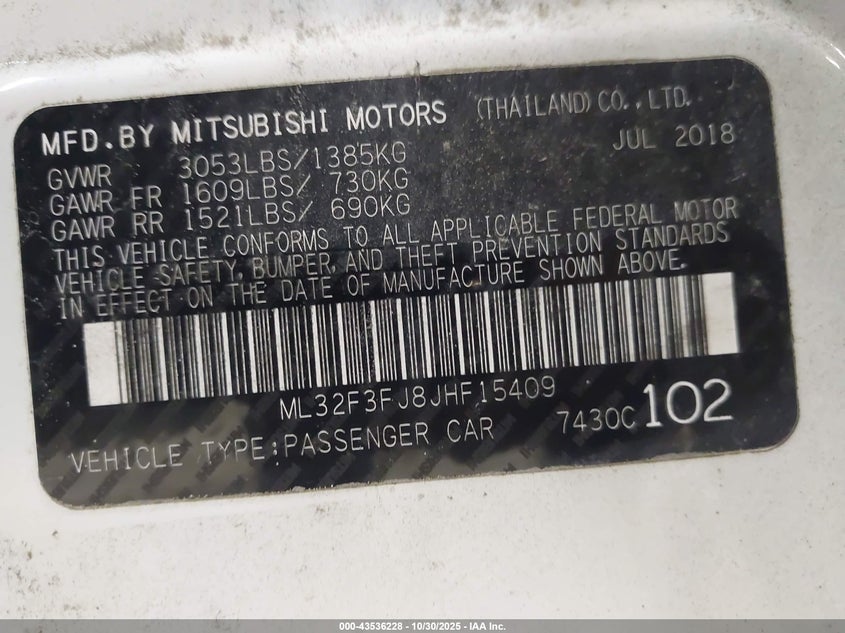 MFD.BY MITSUBISHI MOTORS (THAILAND) CO., LTD.
JUL 2018
GVWR 3053LBS/1385KG
GAWR FR 1609LBS/ 730KG
GAWR RR 1521LBS/ 690KG
THIS VEHICLE CONFORMS TO ALL APPLICABLE FEDERAL MOTOR
VEHICLE SAFETY, BUMPER, AND THEFT PREVENTION STANDARDS
IN EFFECT ON THE DATE OF MANUFACTURE SHOWN ABOVE.
ML32F3FJ8JHF15409
7430C 102
VEHICLE TYPE:PASSENGER CAR
000-43536228 - 10/30/2025 - IAA Inc.